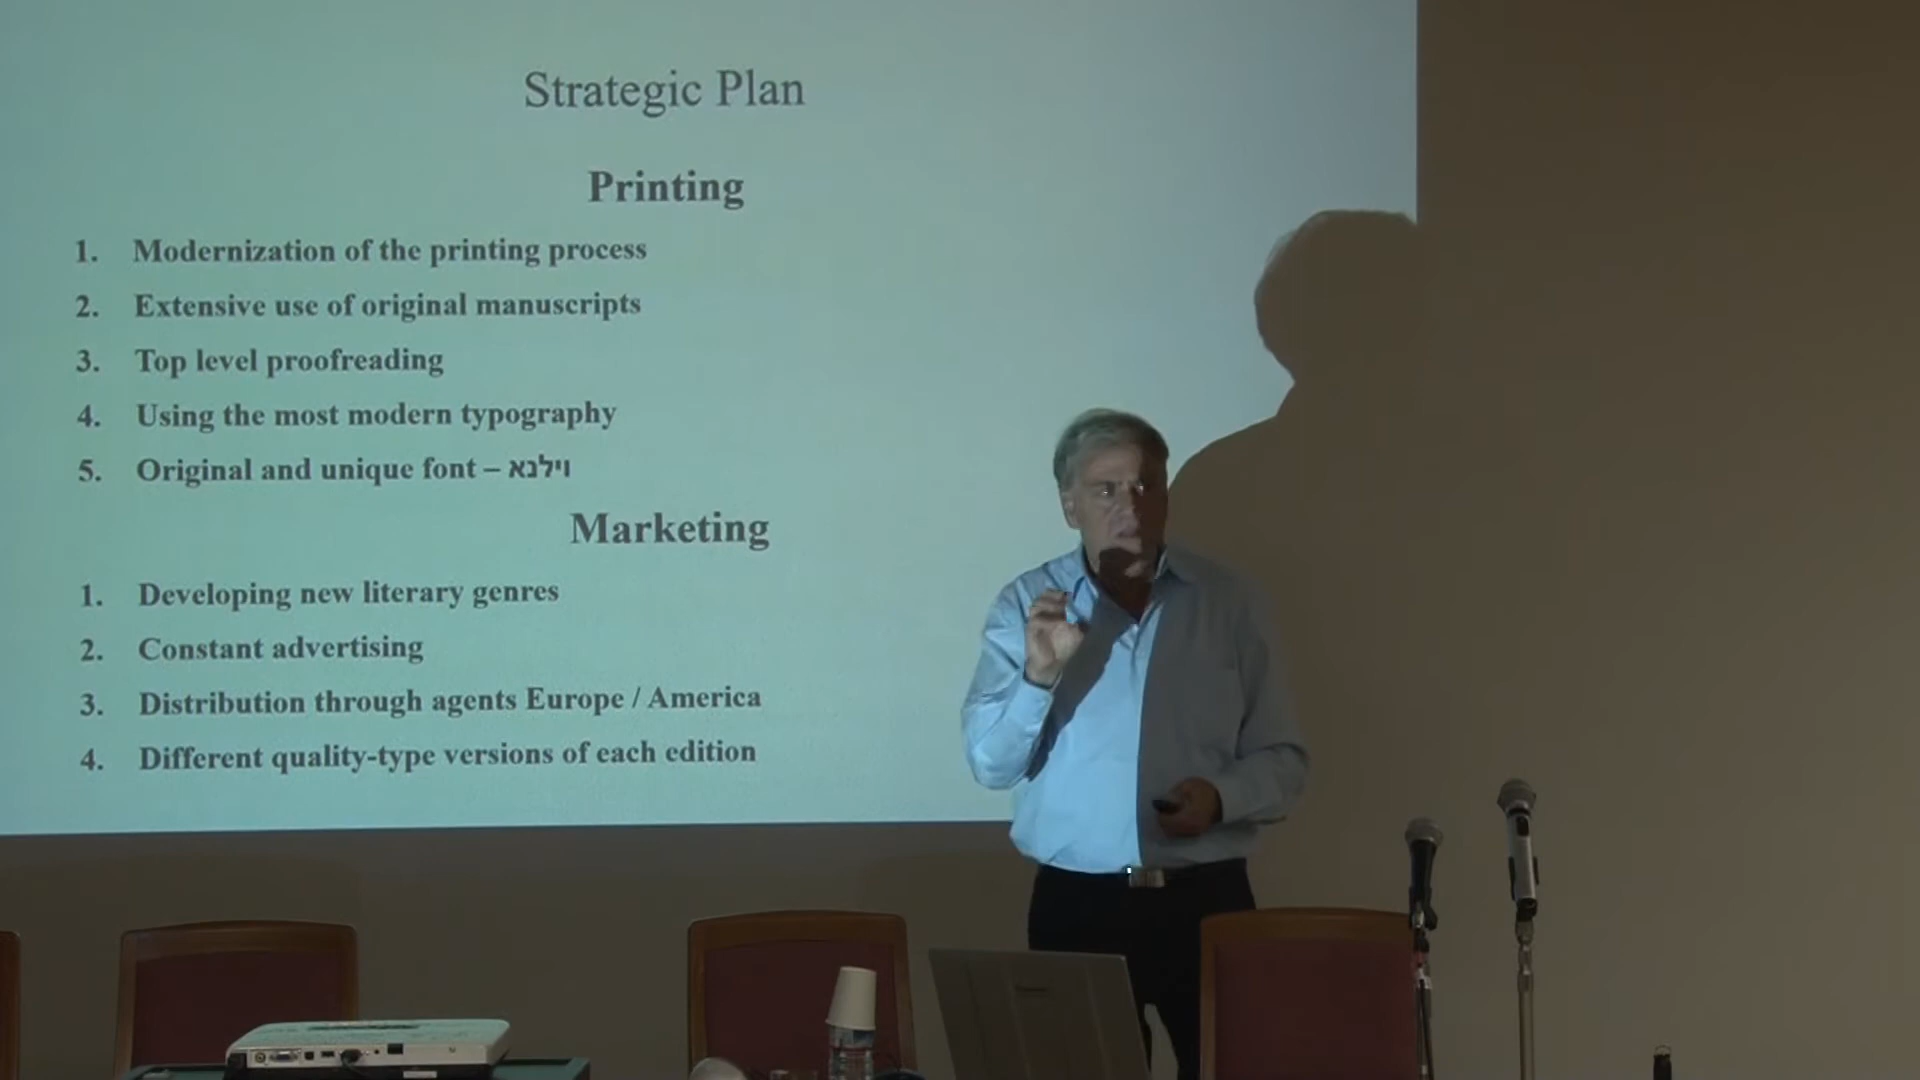 Strategic Plan
Printing
1. Modernization of the printing process
2. Extensive use of original manuscripts
3. Top level proofreading
4. Using the most modern typography
5. Original and unique font – וילנא
Marketing
1. Developing new literary genres
2. Constant advertising
3. Distribution through agents Europe / America
4. Different quality-type versions of each edition